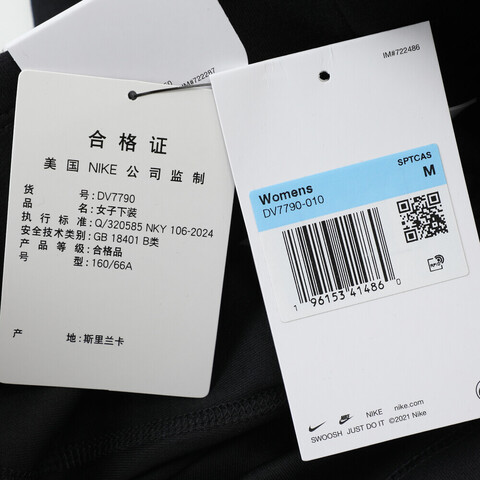 IM#722287
合格证
美国 NIKE 公司监制
货 号:DV7790
品 名:女子下装
执行标准:Q/320585 NKY 106-2024
安全技术类别:GB 18401 B类
产品等级:合格品
号 型:160/66A
产 地:斯里兰卡
IM#722486
SPTCAS
Womens M
DV7790-010
1 96153 41486 0
NIKE nike.com
SWOOSH JUST DO IT ©2021 Nike